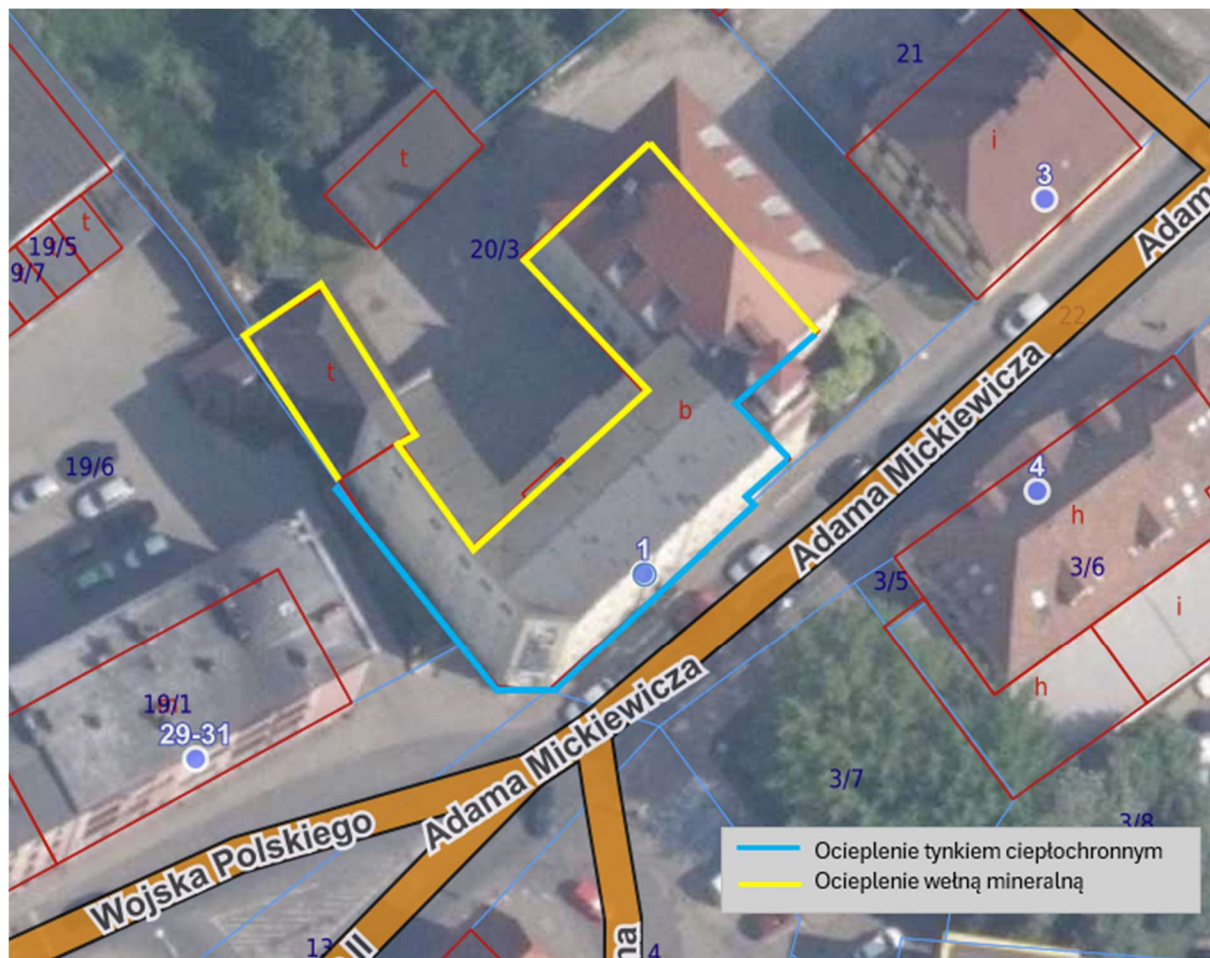 21
t
i
3
t
19/5
9/7
20/3
Adam
22
t
b
Adama Mickiewicza
19/6
4
h
1
3/5
3/6
i
h
19/1
29-31
Adama Mickiewicza
3/7
3/8
Wojska Polskiego
Ocieplenie tynkiem ciepłochronnym
Ocieplenie wełną mineralną
13
II
na
4